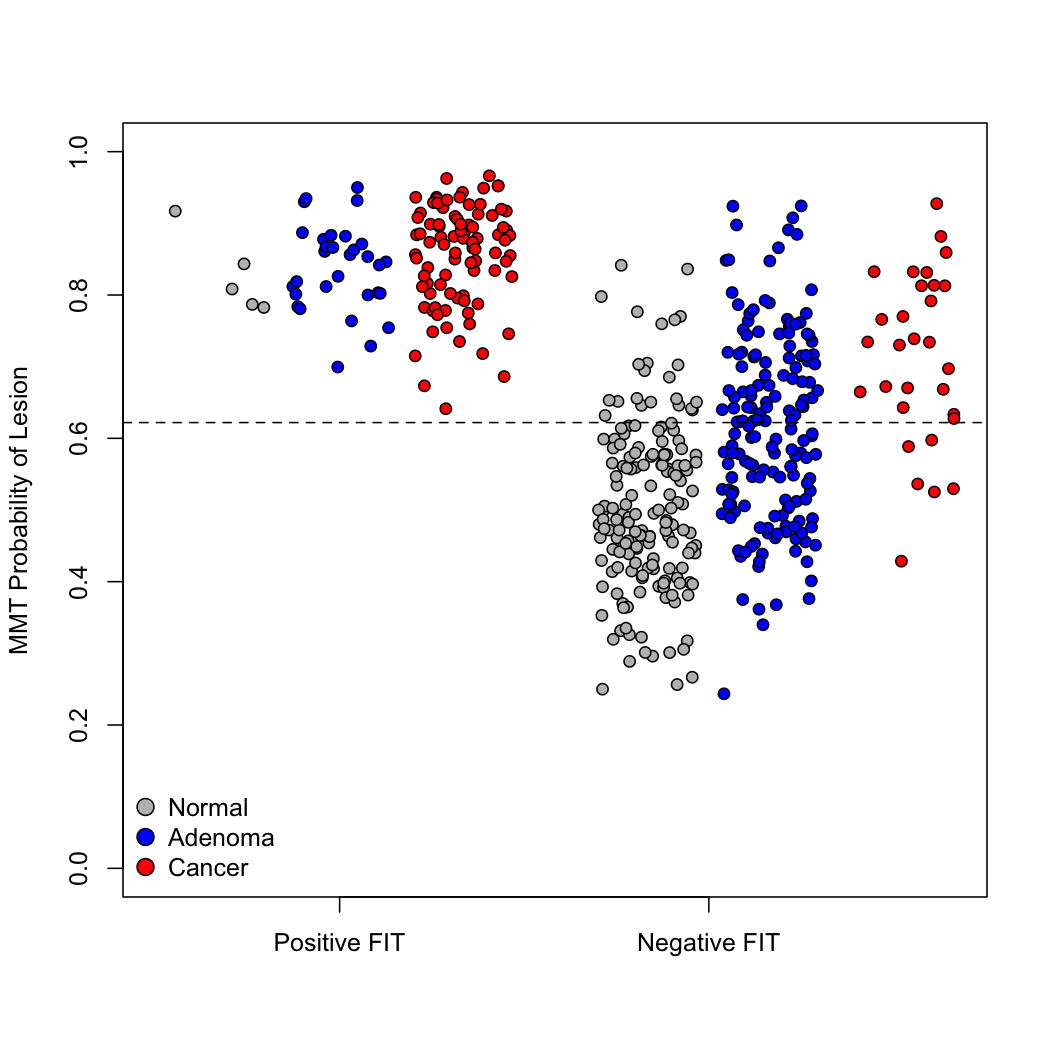 MMT Probability of Lesion
1.0
0.8
0.6
0.4
0.2
0.0
Normal
Adenoma
Cancer
Positive FIT
Negative FIT